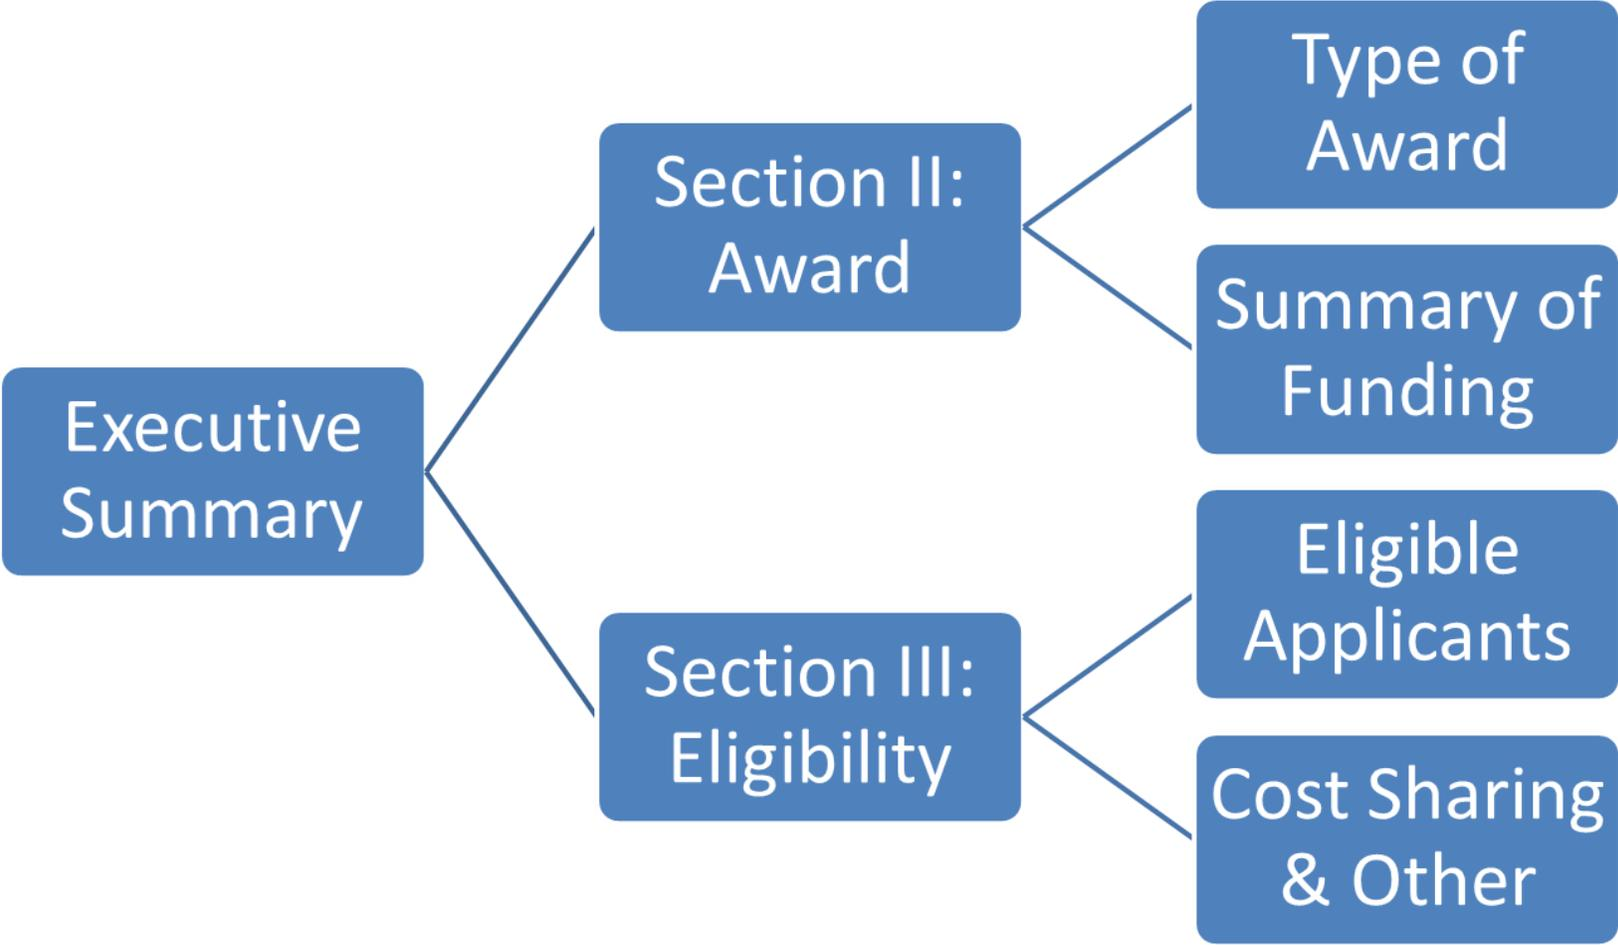 Executive
Summary
Section II:
Award
Type of
Award
Summary of
Funding
Section III:
Eligibility
Eligible
Applicants
Cost Sharing
& Other